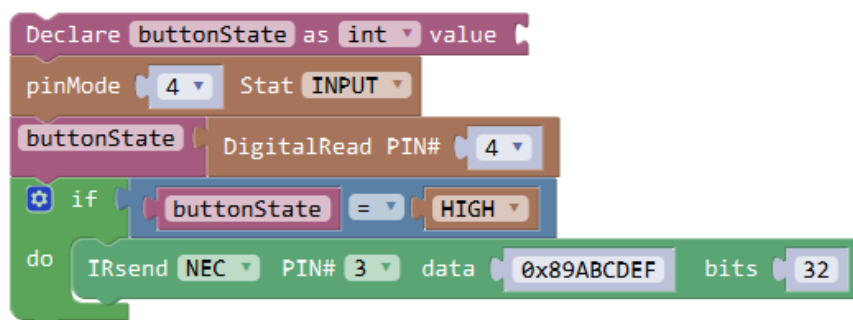 Declare buttonState as int value
pinMode 4 Stat INPUT
buttonState DigitalRead PIN# 4
if buttonState = HIGH
do IRsend NEC PIN# 3 data 0x89ABCDEF bits 32